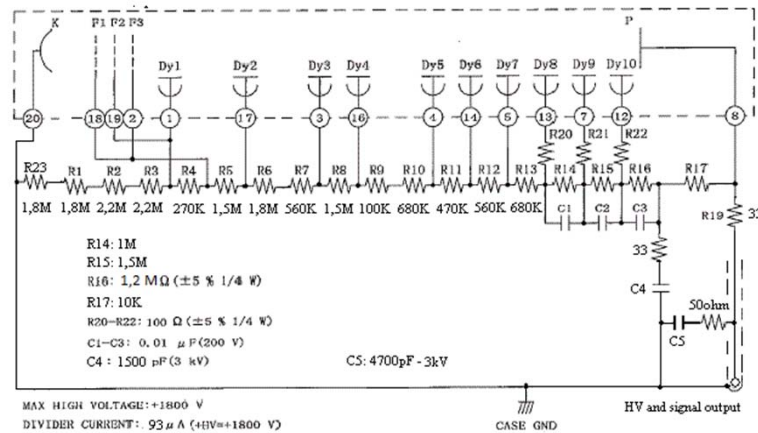 K F1 F2 F3 P
Dy1 Dy2 Dy3 Dy4 Dy5 Dy6 Dy7 Dy8 Dy9 Dy10
20 18 19 2 1 17 3 16 4 14 5 13 7 12 8
R20 R21 R22
R23 R1 R2 R3 R4 R5 R6 R7 R8 R9 R10 R11 R12 R13 R14 R15 R16 R17
1,8M 1,8M 2,2M 2,2M 270K 1,5M 1,8M 560K 1,5M 100K 680K 470K 560K 680K
C1 C2 C3
R19
33
C4
50ohm
C5
R14: 1M
R15: 1,5M
R16: 1,2 MΩ (±5 % 1/4 W)
R17: 10K
R20-R22: 100 Ω (±5 % 1/4 W)
C1-C3: 0.01 μF (200 V)
C4 : 1500 pF (3 kV)
C5: 4700pF - 3kV
MAX HIGH VOLTAGE:+1800 V
DIVIDER CURRENT: 93 μA (+HV=+1800 V)
CASE GND
HV and signal output